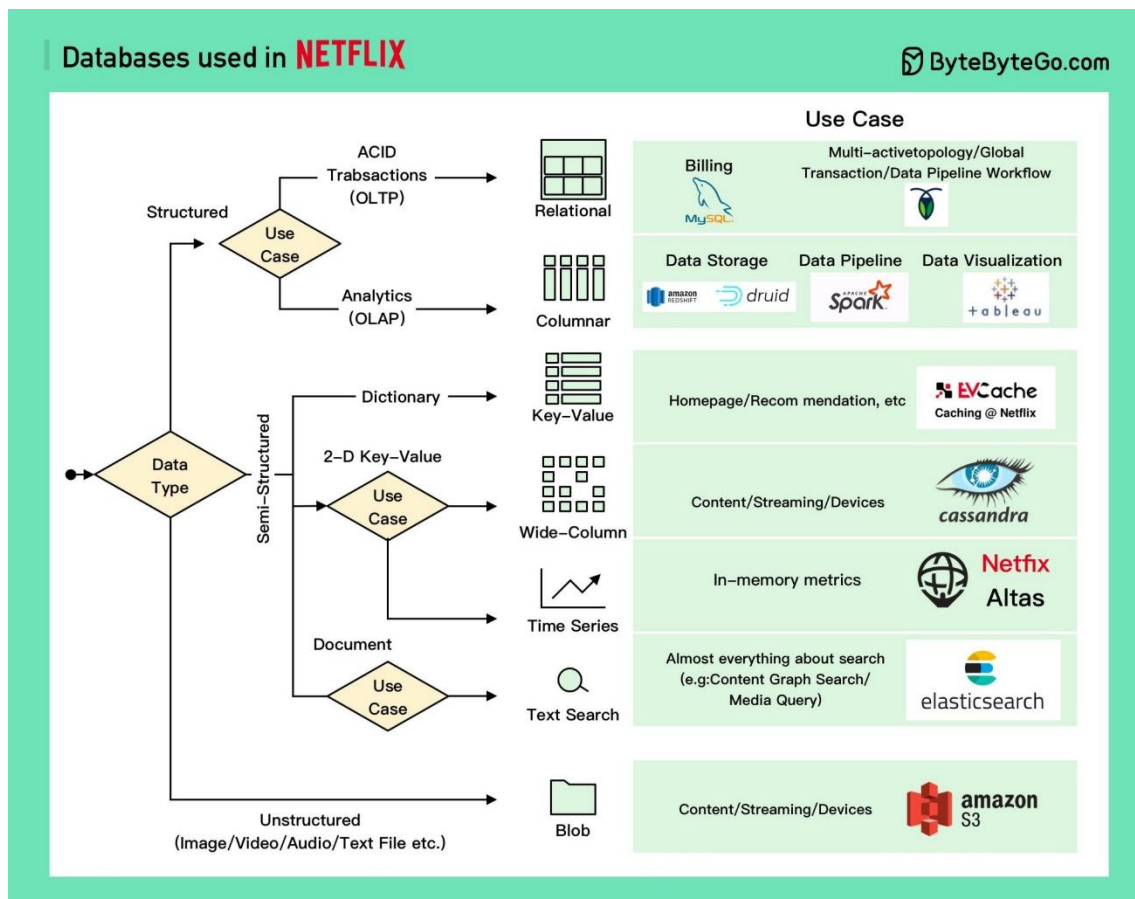 Databases used in NETFLIX
ByteByteGo.com
Use Case
ACID
Trabsactions
(OLTP)
Structured
Use
Case
Analytics
(OLAP)
Relational
Billing
MySQL
Multi-activetopology/Global
Transaction/Data Pipeline Workflow
Columnar
Data Storage
amazon
REDSHIFT
druid
Data Pipeline
APACHE
Spark
Data Visualization
+ableau
Data
Type
Semi-Structured
Dictionary
Key-Value
Homepage/Recom mendation, etc
EVCache
Caching @ Netflix
2-D Key-Value
Use
Case
Wide-Column
Content/Streaming/Devices
cassandra
Time Series
In-memory metrics
Netfix
Altas
Document
Use
Case
Text Search
Almost everything about search
(e.g:Content Graph Search/
Media Query)
elasticsearch
Unstructured
(Image/Video/Audio/Text File etc.)
Blob
Content/Streaming/Devices
amazon
S3